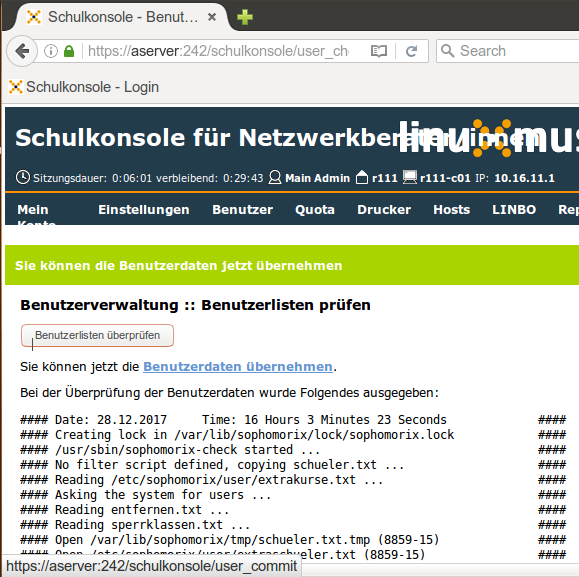 Schulkonsole - Benut...
https://aserver:242/schulkonsole/user_che
Search
Schulkonsole - Login
Schulkonsole für Netzwerkberater/innen
linu mus
Sitzungsdauer: 0:06:01 verbleibend: 0:29:43 Main Admin r111 r111-c01 IP: 10.16.11.1
Mein Konto Einstellungen Benutzer Quota Drucker Hosts LINBO Rep
Sie können die Benutzerdaten jetzt übernehmen
Benutzerverwaltung :: Benutzerlisten prüfen
Benutzerlisten überprüfen
Sie können jetzt die Benutzerdaten übernehmen.
Bei der Überprüfung der Benutzerdaten wurde Folgendes ausgegeben:
#### Date: 28.12.2017 Time: 16 Hours 3 Minutes 23 Seconds ####
#### Creating lock in /var/lib/sophomorix/lock/sophomorix.lock ####
#### /usr/sbin/sophomorix-check started ... ####
#### No filter script defined, copying schueler.txt ... ####
#### Reading /etc/sophomorix/user/extrakurse.txt ... ####
#### Asking the system for users ... ####
#### Reading entfernen.txt ... ####
#### Reading sperrklassen.txt ... ####
#### Open /var/lib/sophomorix/tmp/schueler.txt.tmp (8859-15) ####
#### Open /etc/sophomorix/user/extraschueler.txt (8859-15) ####
https://aserver:242/schulkonsole/user_commit